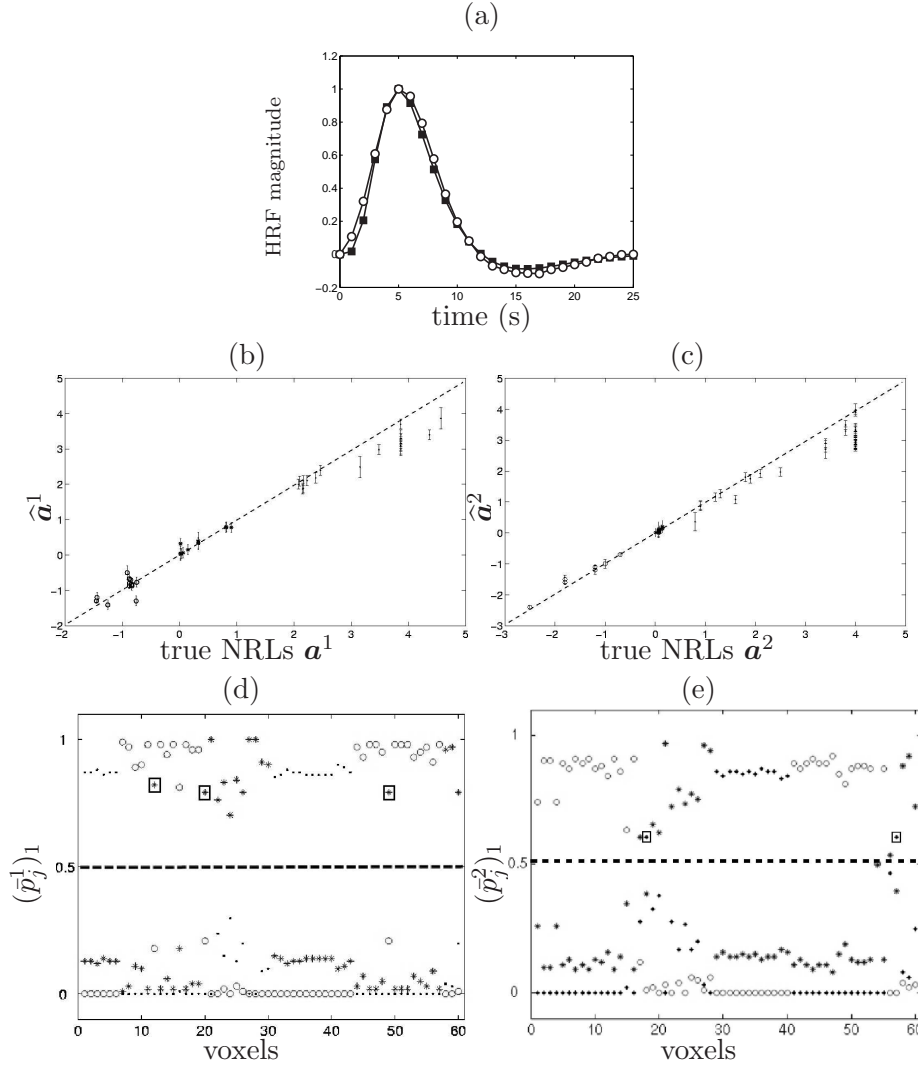 (a)
HRF magnitude
1.2
1
0.8
0.6
0.4
0.2
0
−0.2
0 5 10 15 20 25
time (s)
(b) (c)
5
4
3
2
1
0
−1
−2
−2 −1 0 1 2 3 4 5
â¹
true NRLs a¹
5
4
3
2
1
0
−1
−2
−3
−3 −2 −1 0 1 2 3 4 5
â²
true NRLs a²
(d) (e)
1
0.5
0
0 10 20 30 40 50 60
(p̄¹ⱼ)₁
voxels
1
0.5
0
0 10 20 30 40 50 60
(p̄²ⱼ)₁
voxels